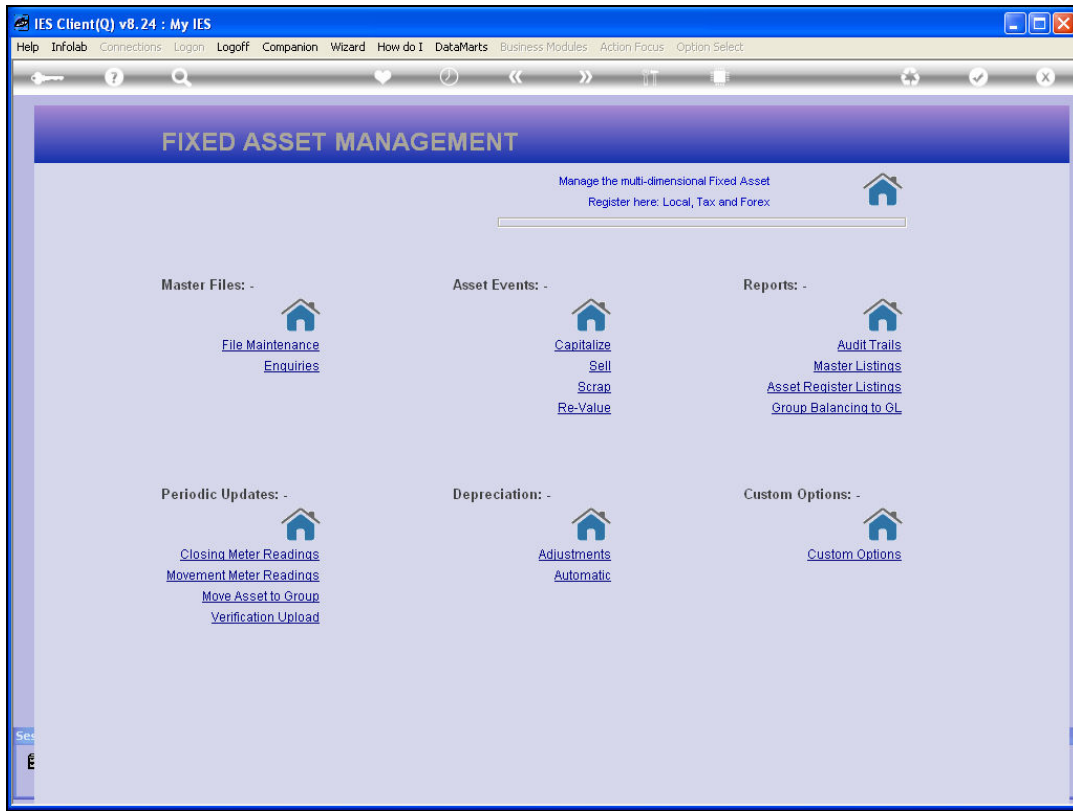 IES Client(Q) v8.24 : My IES
Help Infolab Connections Logon Logoff Companion Wizard How do I DataMarts Business Modules Action Focus Option Select
FIXED ASSET MANAGEMENT
Manage the multi-dimensional Fixed Asset
Register here: Local, Tax and Forex
Master Files: -
File Maintenance
Enquiries
Asset Events: -
Capitalize
Sell
Scrap
Re-Value
Reports: -
Audit Trails
Master Listings
Asset Register Listings
Group Balancing to GL
Periodic Updates: -
Closing Meter Readings
Movement Meter Readings
Move Asset to Group
Verification Upload
Depreciation: -
Adjustments
Automatic
Custom Options: -
Custom Options